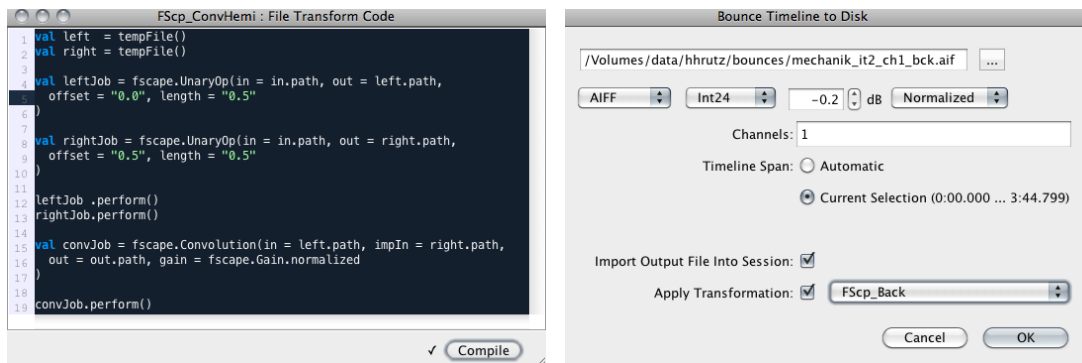 FScp_ConvHemi : File Transform Code
1 val left  = tempFile()
2 val right = tempFile()
3
4 val leftJob = fscape.UnaryOp(in = in.path, out = left.path,
5   offset = "0.0", length = "0.5"
6 )
7
8 val rightJob = fscape.UnaryOp(in = in.path, out = right.path,
9   offset = "0.5", length = "0.5"
10 )
11
12 leftJob .perform()
13 rightJob.perform()
14
15 val convJob = fscape.Convolution(in = left.path, impIn = right.path,
16   out = out.path, gain = fscape.Gain.normalized
17 )
18
19 convJob.perform()
✓ Compile
Bounce Timeline to Disk
/Volumes/data/hhrutz/bounces/mechanik_it2_ch1_bck.aif ...
AIFF Int24 -0.2 dB Normalized
Channels: 1
Timeline Span: Automatic
Current Selection (0:00.000 ... 3:44.799)
Import Output File Into Session:
Apply Transformation: FScp_Back
Cancel OK